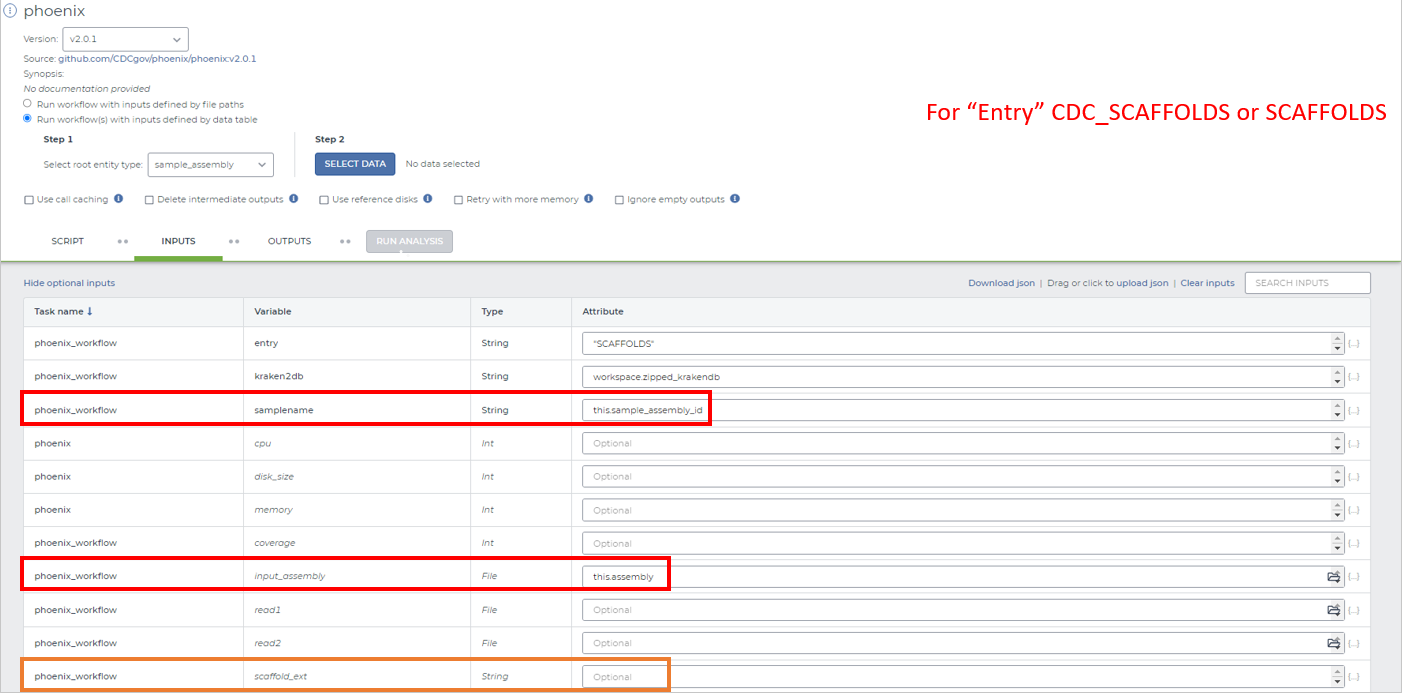 phoenix
Version: v2.0.1
Source: github.com/CDCgov/phoenix/phoenix:v2.0.1
Synopsis:
No documentation provided
Run workflow with inputs defined by file paths
For “Entry” CDC_SCAFFOLDS or SCAFFOLDS
Run workflow(s) with inputs defined by data table
Step 1 Step 2
Select root entity type: sample_assembly SELECT DATA No data selected
Use call caching Delete intermediate outputs Use reference disks Retry with more memory Ignore empty outputs
SCRIPT INPUTS OUTPUTS RUN ANALYSIS
Hide optional inputs Download json | Drag or click to upload json | Clear inputs SEARCH INPUTS
Task name ↓ Variable Type Attribute
phoenix_workflow entry String "SCAFFOLDS" {...}
phoenix_workflow kraken2db String workspace.zipped_krakendb {...}
phoenix_workflow samplename String this.sample_assembly_id {...}
phoenix cpu Int Optional {...}
phoenix disk_size Int Optional {...}
phoenix memory Int Optional {...}
phoenix_workflow coverage Int Optional {...}
phoenix_workflow input_assembly File this.assembly {...}
phoenix_workflow read1 File Optional {...}
phoenix_workflow read2 File Optional {...}
phoenix_workflow scaffold_ext String Optional {...}